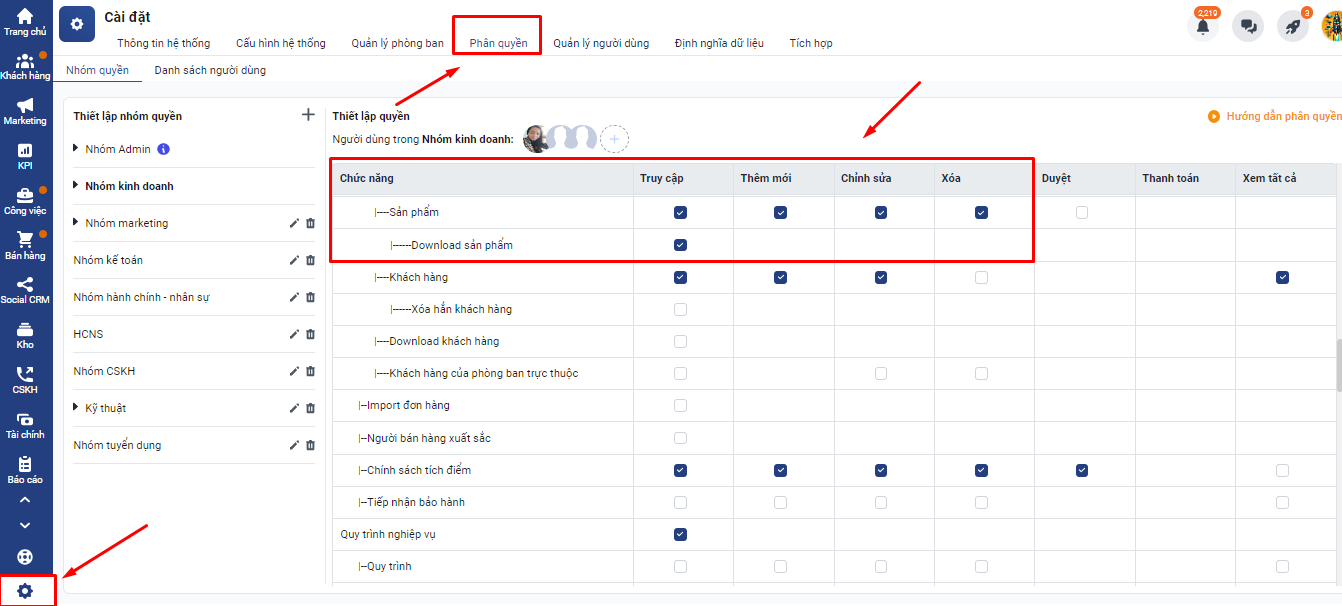 Trang chủ
Khách hàng
Marketing
KPI
Công việc
Bán hàng
Social CRM
Kho
CSKH
Tài chính
Báo cáo
Cài đặt
2,219
3
Thông tin hệ thống Cấu hình hệ thống Quản lý phòng ban Phân quyền Quản lý người dùng Định nghĩa dữ liệu Tích hợp
Nhóm quyền Danh sách người dùng
Thiết lập nhóm quyền
Nhóm Admin
Nhóm kinh doanh
Nhóm marketing
Nhóm kế toán
Nhóm hành chính - nhân sự
HCNS
Nhóm CSKH
Kỹ thuật
Nhóm tuyển dụng
Thiết lập quyền
Hướng dẫn phân quyền
Người dùng trong Nhóm kinh doanh:
Chức năng Truy cập Thêm mới Chỉnh sửa Xóa Duyệt Thanh toán Xem tất cả
|----Sản phẩm
|------Download sản phẩm
|----Khách hàng
|------Xóa hẳn khách hàng
|----Download khách hàng
|----Khách hàng của phòng ban trực thuộc
|--Import đơn hàng
|--Người bán hàng xuất sắc
|--Chính sách tích điểm
|--Tiếp nhận bảo hành
Quy trình nghiệp vụ
|--Quy trình